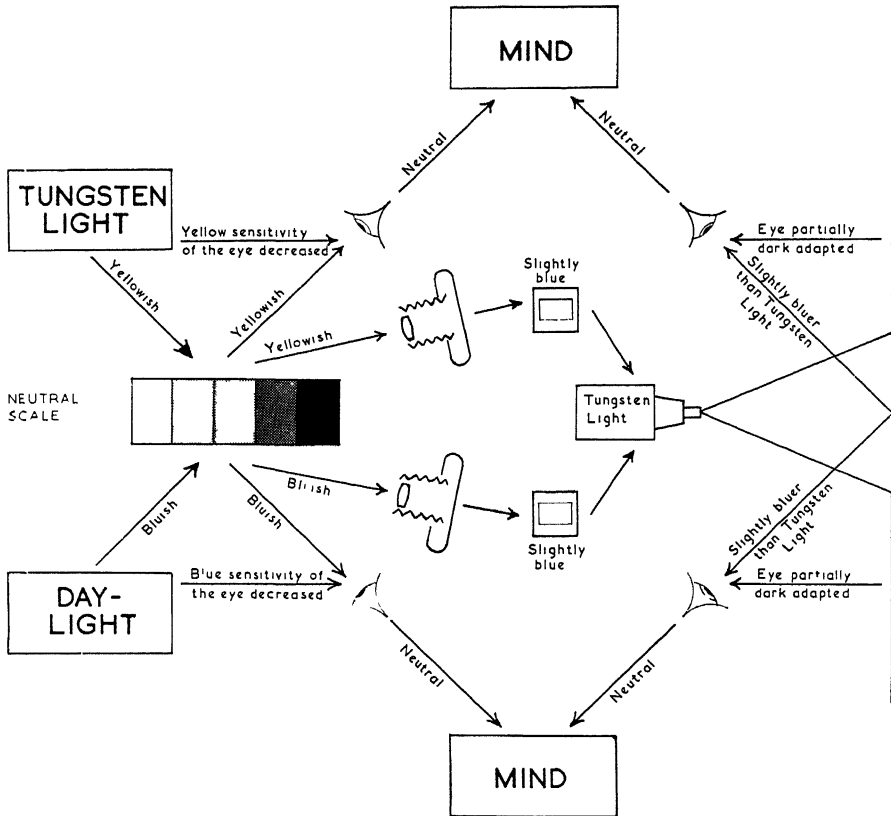 MIND
Neutral
Neutral
TUNGSTEN
LIGHT
Yellow sensitivity
of the eye decreased
Eye partially
dark adapted
Yellowish
Yellowish
Yellowish
Slightly
blue
Slightly bluer
than Tungsten
Light
NEUTRAL
SCALE
Tungsten
Light
Bluish
Bluish
Bluish
Slightly
blue
Slightly bluer
than Tungsten
Light
DAY-
LIGHT
Blue sensitivity of
the eye decreased
Eye partially
dark adapted
Neutral
Neutral
MIND